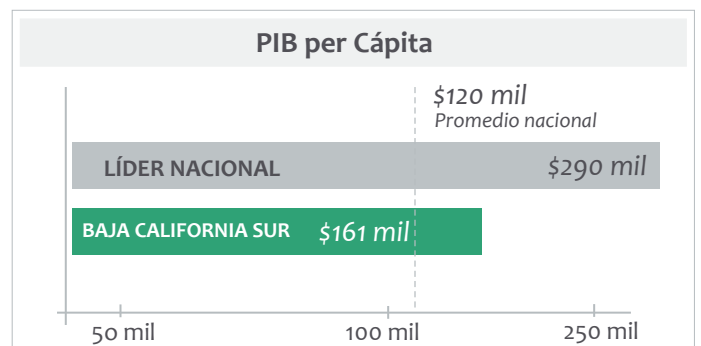 PIB per Cápita
$120 mil
Promedio nacional
LÍDER NACIONAL $290 mil
BAJA CALIFORNIA SUR $161 mil
50 mil 100 mil 250 mil